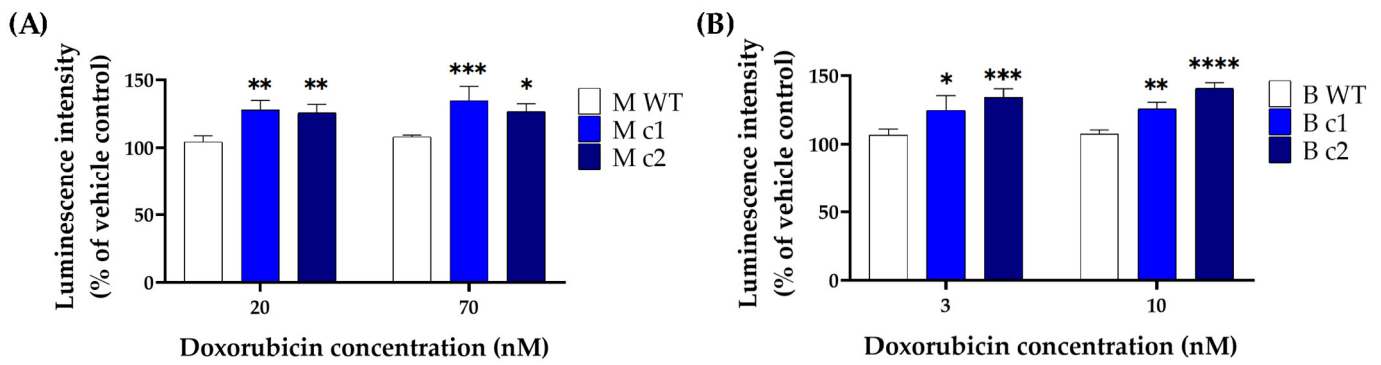 (A)
Luminescence intensity
(% of vehicle control)
150
100
50
0
** ** *** *
20 70
Doxorubicin concentration (nM)
M WT
M c1
M c2
(B)
Luminescence intensity
(% of vehicle control)
150
100
50
0
* *** ** ****
3 10
Doxorubicin concentration (nM)
B WT
B c1
B c2